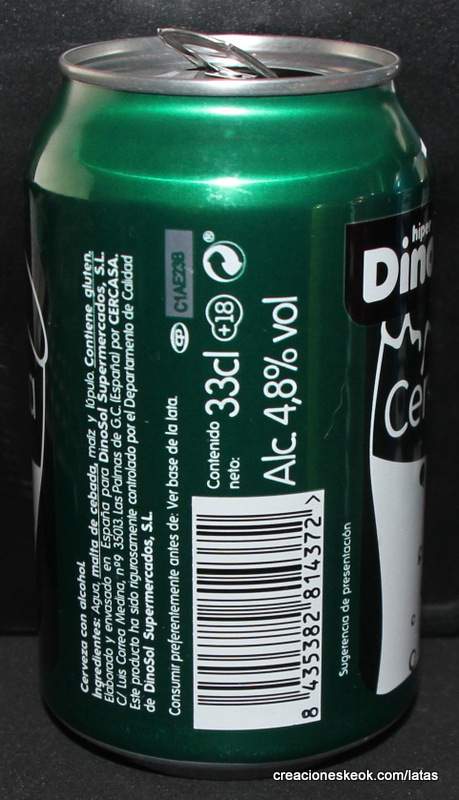 Cerveza con alcohol.
Ingredientes: Agua, malta de cebada, maíz y lúpulo. Contiene gluten.
Elaborado y envasado en España para DinoSol Supermercados, S.L.
C/ Luis Correa Medina, nº9 35013. Las Palmas de G.C. (España) por CERCASA.
Este producto ha sido rigurosamente controlado por el Departamento de Calidad
de DinoSol Supermercados, S.L.
Consumir preferentemente antes de: Ver base de la lata.
C1AE23B
Contenido
neto: 33cl +18
Alc. 4,8% vol
8 435382 814372 >
Sugerencia de presentación
hiper
creacioneskeok.com/latas